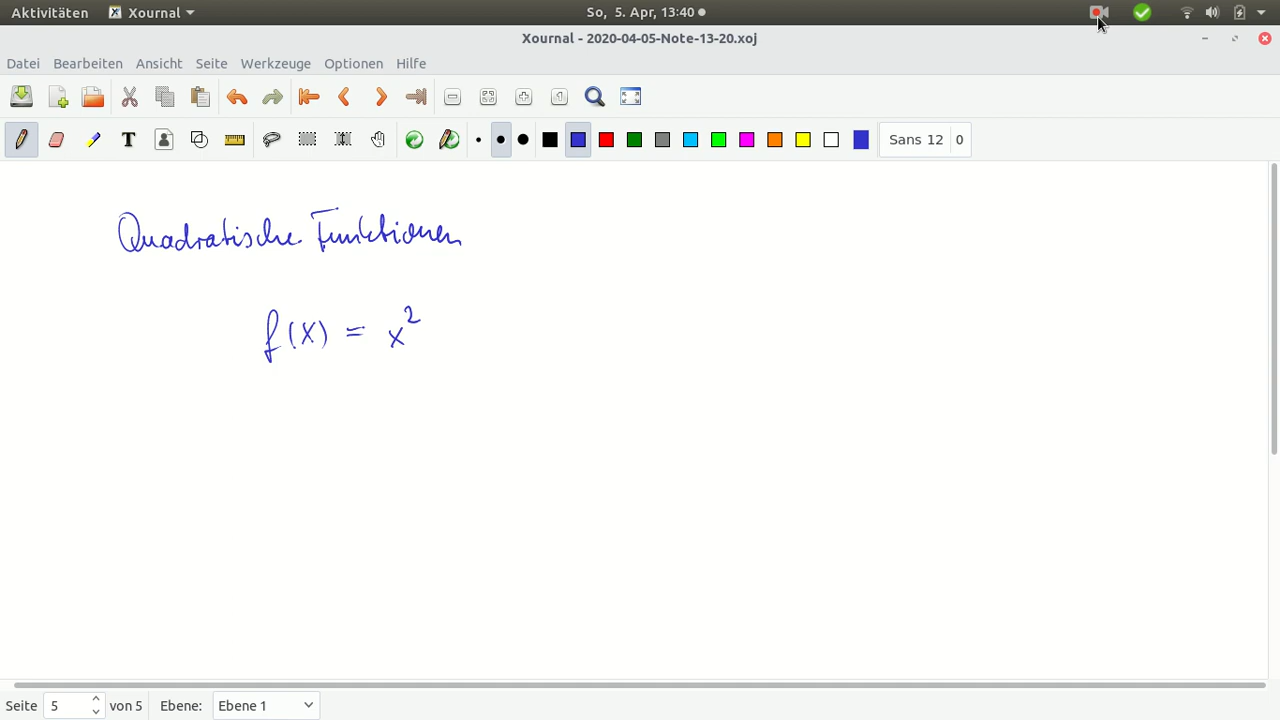 Aktivitäten Xournal So, 5. Apr, 13:40
Xournal - 2020-04-05-Note-13-20.xoj
Datei Bearbeiten Ansicht Seite Werkzeuge Optionen Hilfe
Sans 12 0
Quadratische Funktionen
f(x) = x²
Seite 5 von 5 Ebene: Ebene 1